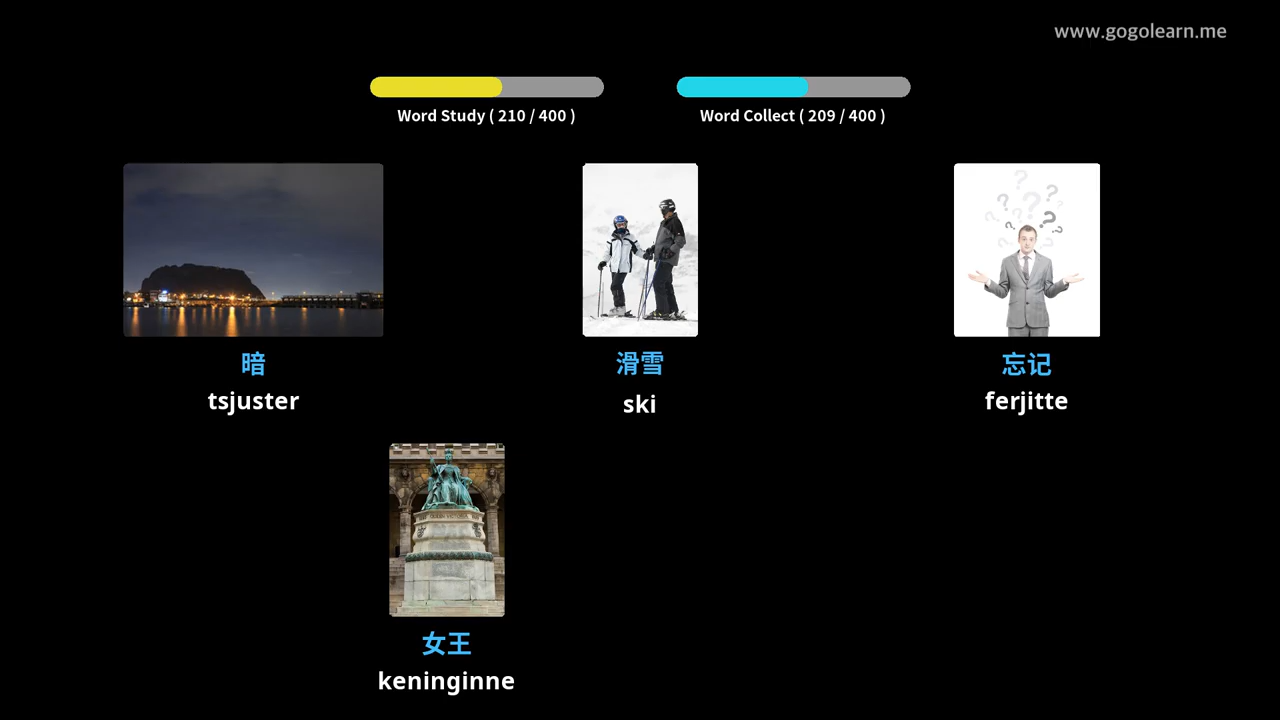 www.gogolearn.me
Word Study ( 210 / 400 )
Word Collect ( 209 / 400 )
暗
tsjuster
滑雪
ski
忘记
ferjitte
女王
keninginne